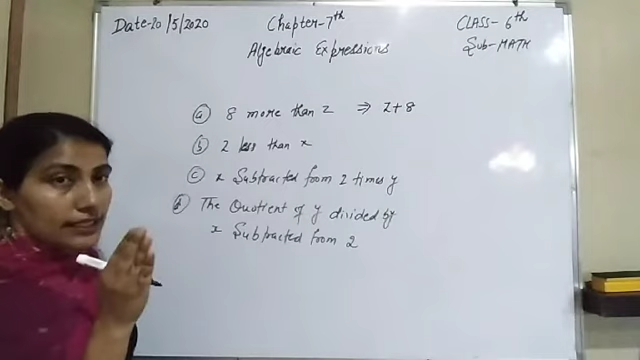 Date-20/5/2020
Chapter-7th
CLASS- 6th
Algebraic Expressions
Sub-MATH
(a) 8 more than z ⇒ z+8
(b) 2 less than x
(c) x Subtracted from 2 times y
(d) The Quotient of y divided by
x Subtracted from 2